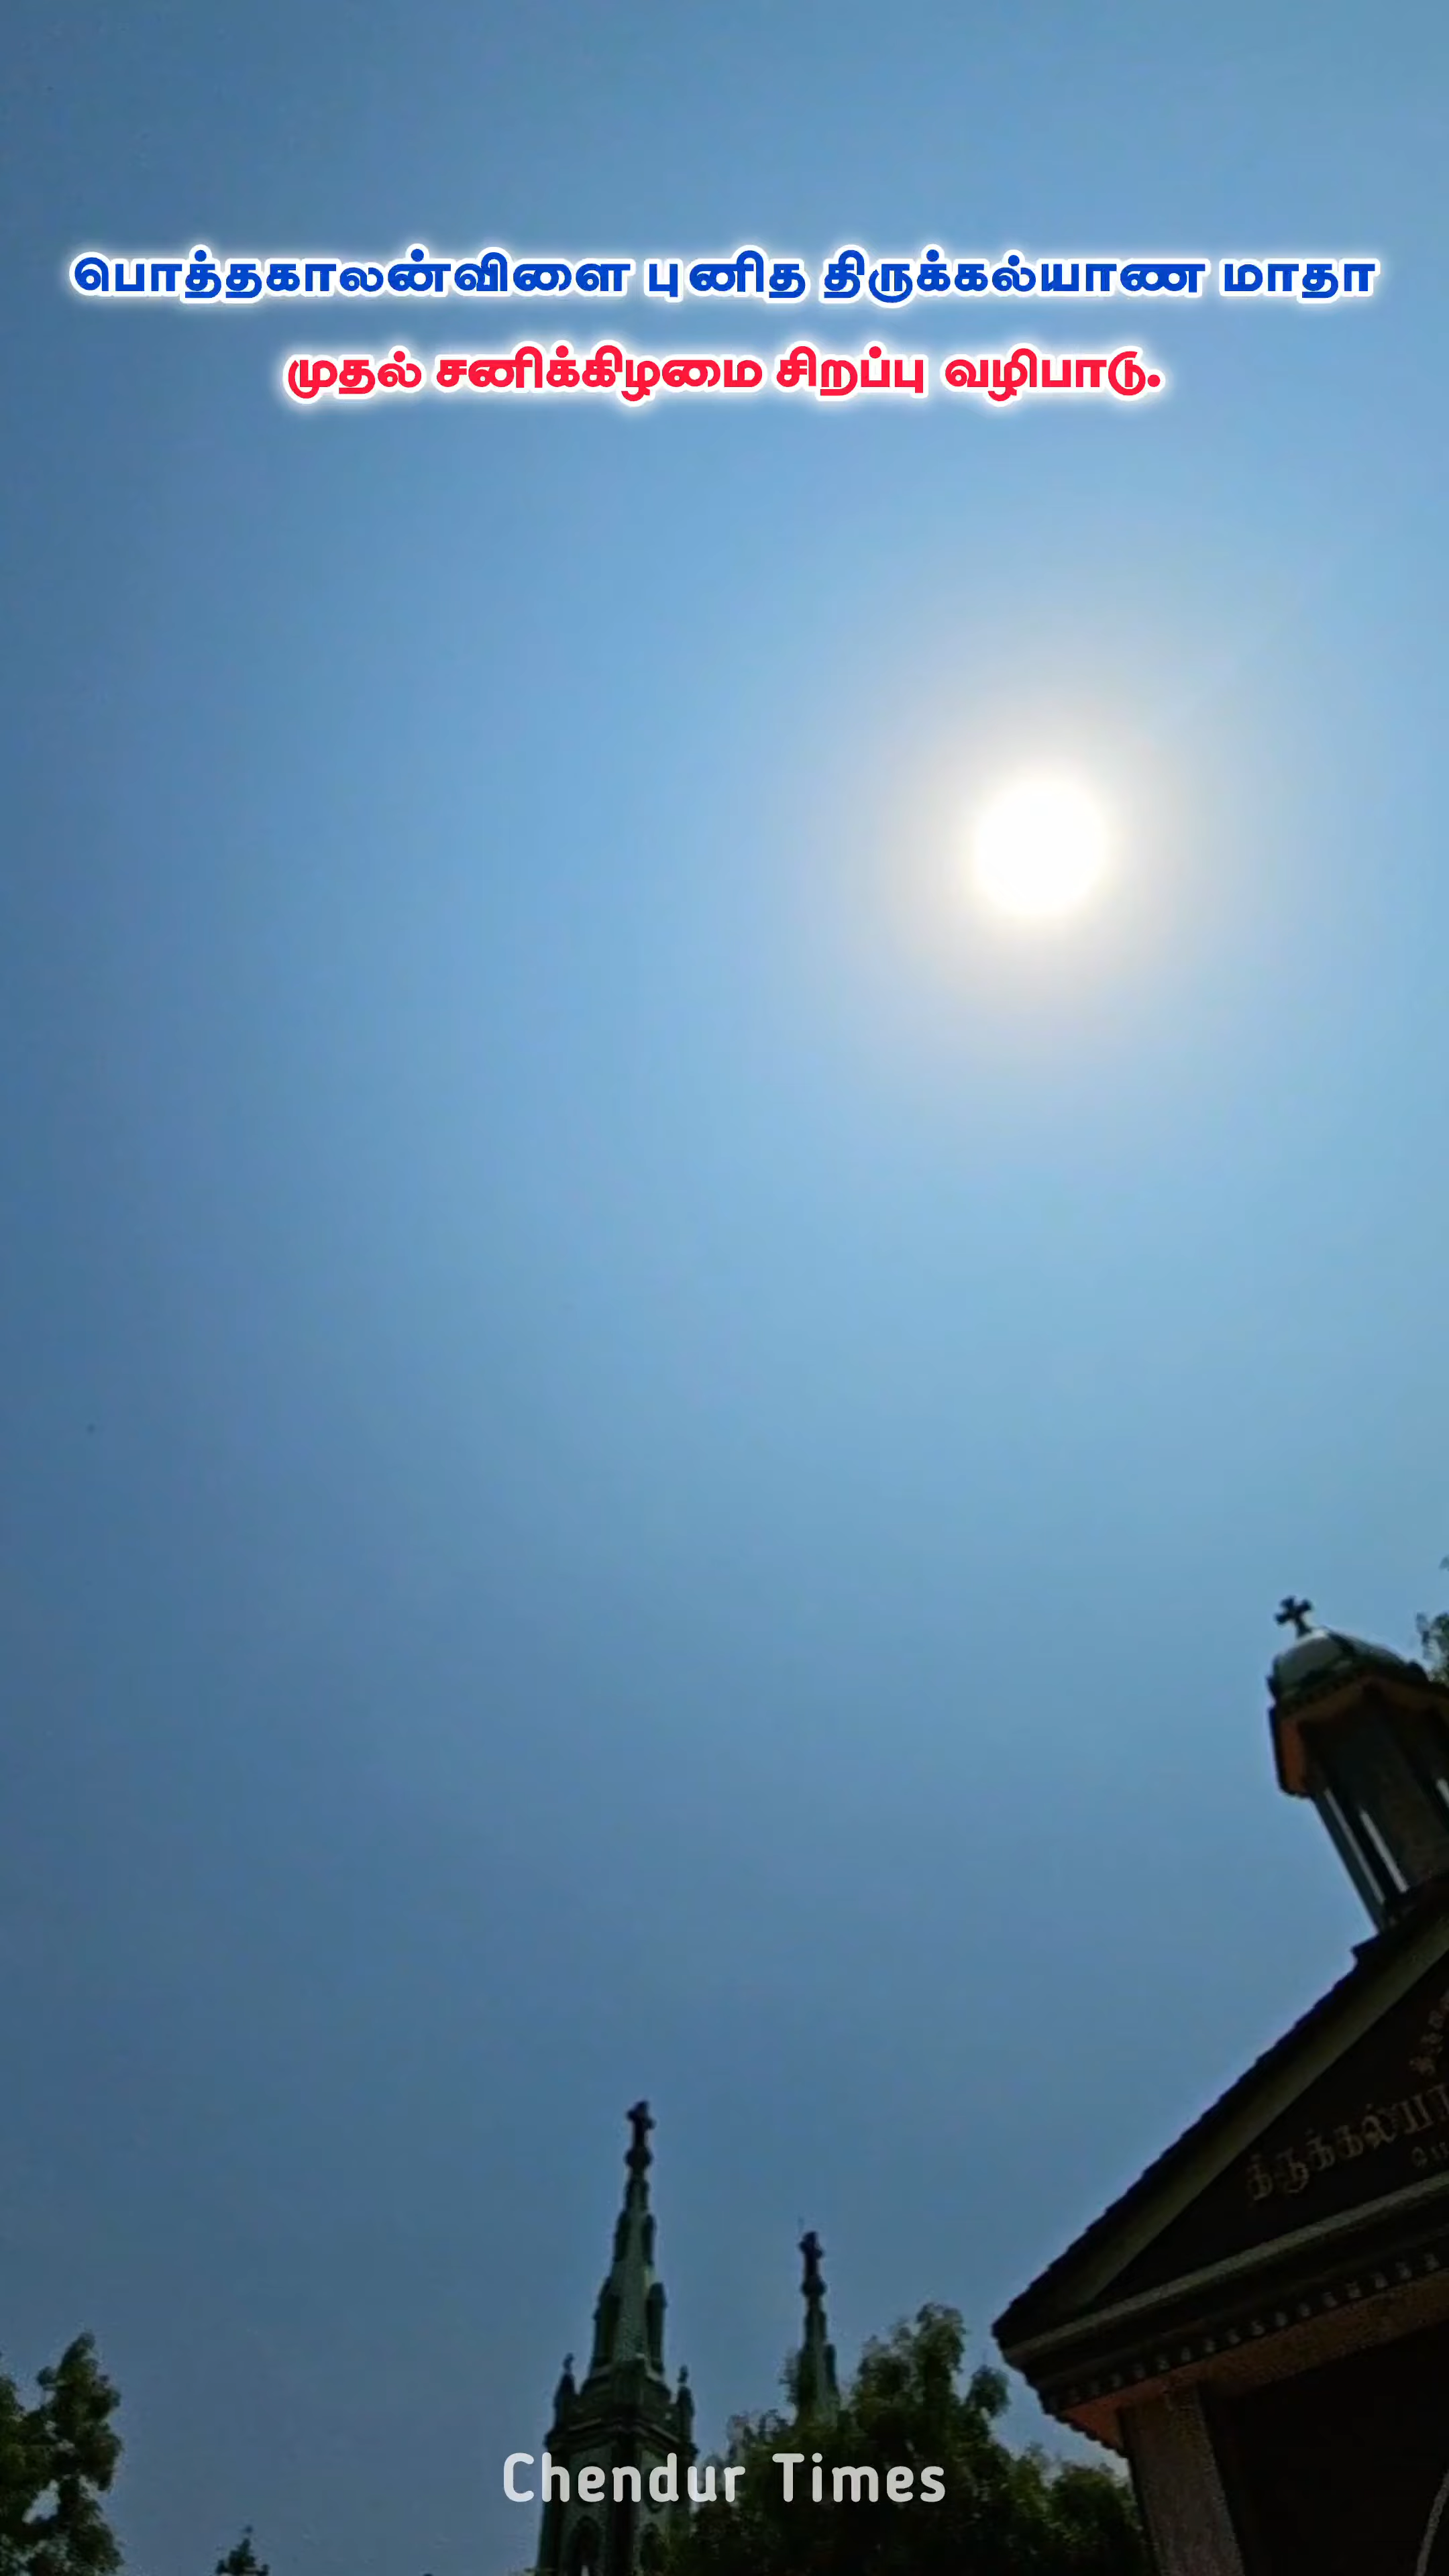 பொத்தகாலன்விளை புனித திருக்கல்யாண மாதா
முதல் சனிக்கிழமை சிறப்பு வழிபாடு.
Chendur Times